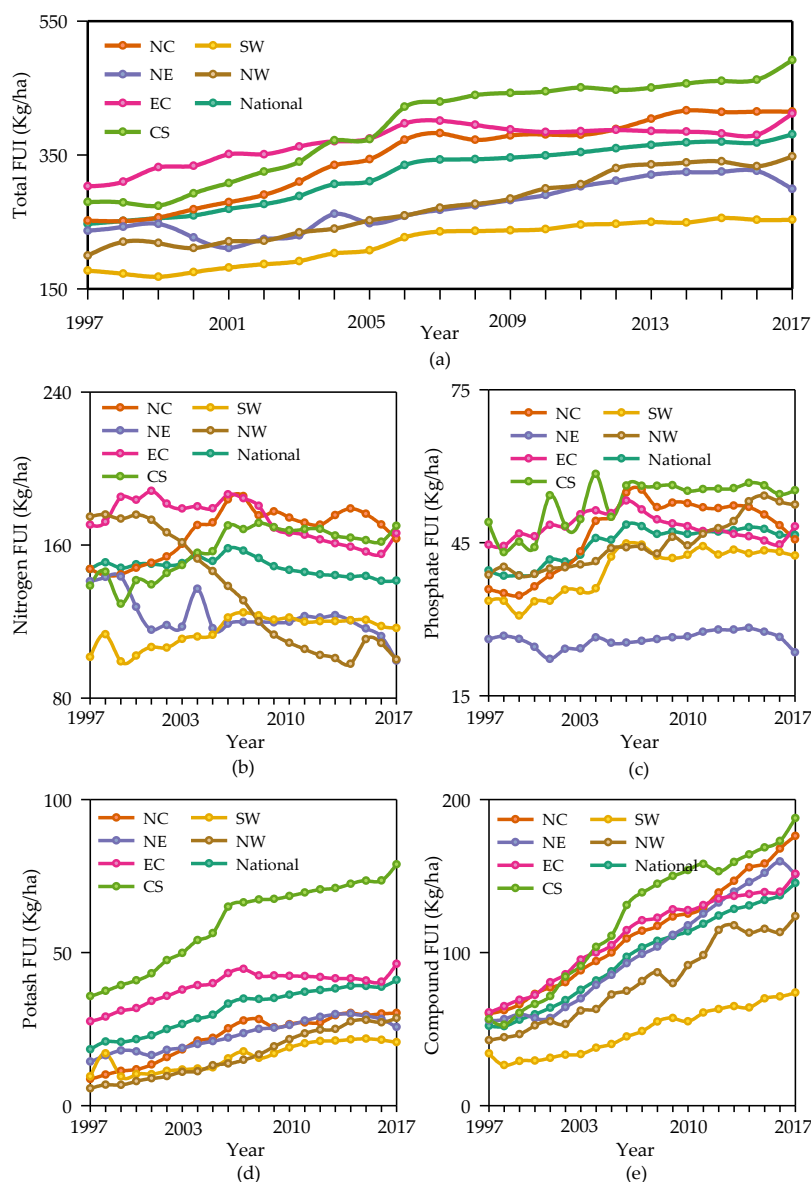 550
NC SW
NE NW
EC National
CS
350
150
Total FUI (Kg/ha)
1997 2001 2005 2009 2013 2017
Year
(a)
240
NC SW
NE NW
EC National
CS
160
80
Nitrogen FUI (Kg/ha)
1997 2003 2010 2017
Year
(b)
75
NC SW
NE NW
EC National
CS
45
15
Phosphate FUI (Kg/ha)
1997 2003 2010 2017
Year
(c)
100
NC SW
NE NW
EC National
CS
50
0
Potash FUI (Kg/ha)
1997 2003 2010 2017
Year
(d)
200
NC SW
NE NW
EC National
CS
100
0
Compound FUI (Kg/ha)
1997 2003 2010 2017
Year
(e)